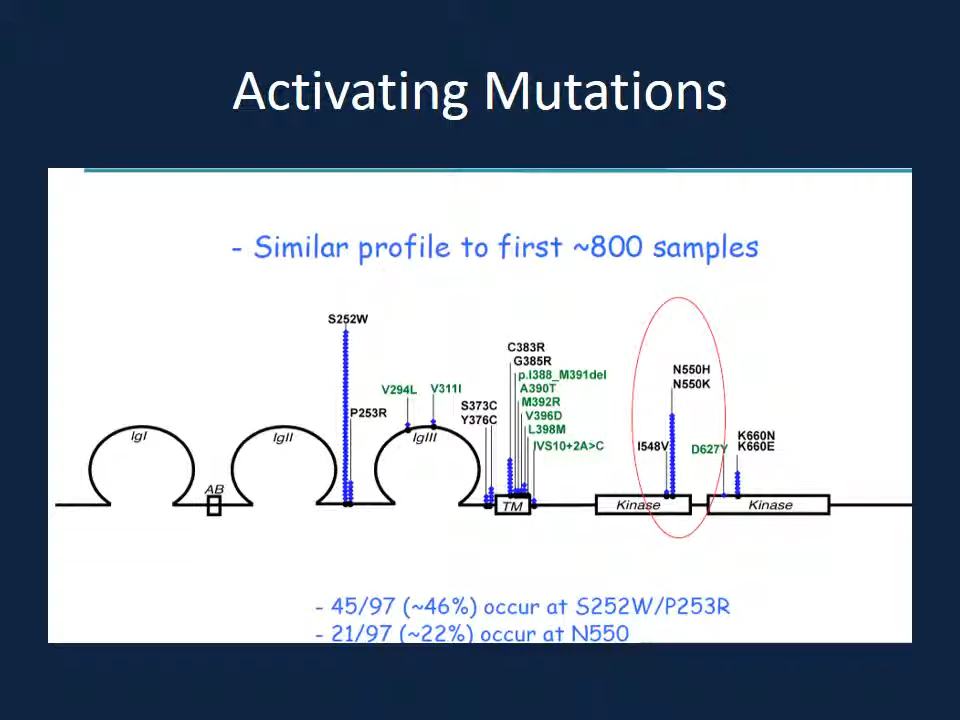 Activating Mutations
- Similar profile to first ~800 samples
S252W
P253R
V294L
V311I
S373C
Y376C
C383R
G385R
p.I388_M391del
A390T
M392R
V396D
L398M
IVS10+2A>C
N550H
N550K
I548V
D627Y
K660N
K660E
IgI
IgII
IgIII
AB
TM
Kinase
Kinase
- 45/97 (~46%) occur at S252W/P253R
- 21/97 (~22%) occur at N550